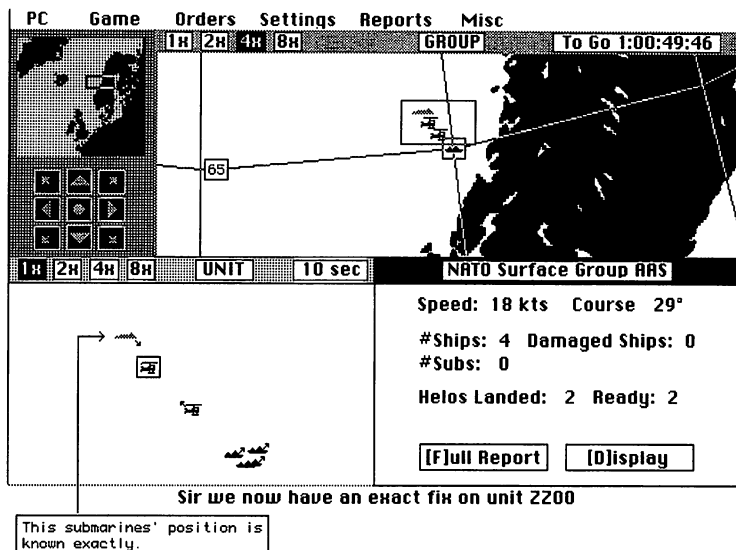 PC Game Orders Settings Reports Misc
1x 2x 4x 8x GROUP To Go 1:00:49:46
65
1x 2x 4x 8x UNIT 10 sec NATO Surface Group AAS
Speed: 18 kts Course 29°
#Ships: 4 Damaged Ships: 0
#Subs: 0
Helos Landed: 2 Ready: 2
[F]ull Report [D]isplay
Sir we now have an exact fix on unit Z200
This submarines' position is
known exactly.